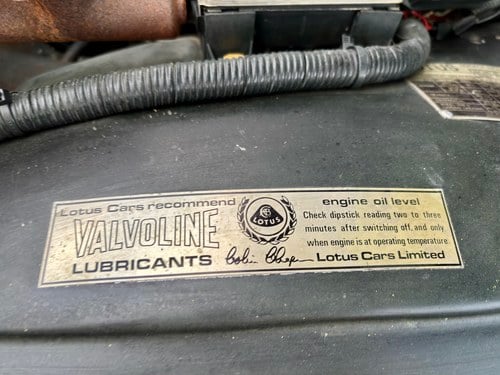 Lotus Cars recommend
VALVOLINE
LUBRICANTS
LOTUS
engine oil level
Check dipstick reading two to three
minutes after switching off, and only
when engine is at operating temperature.
Lotus Cars Limited